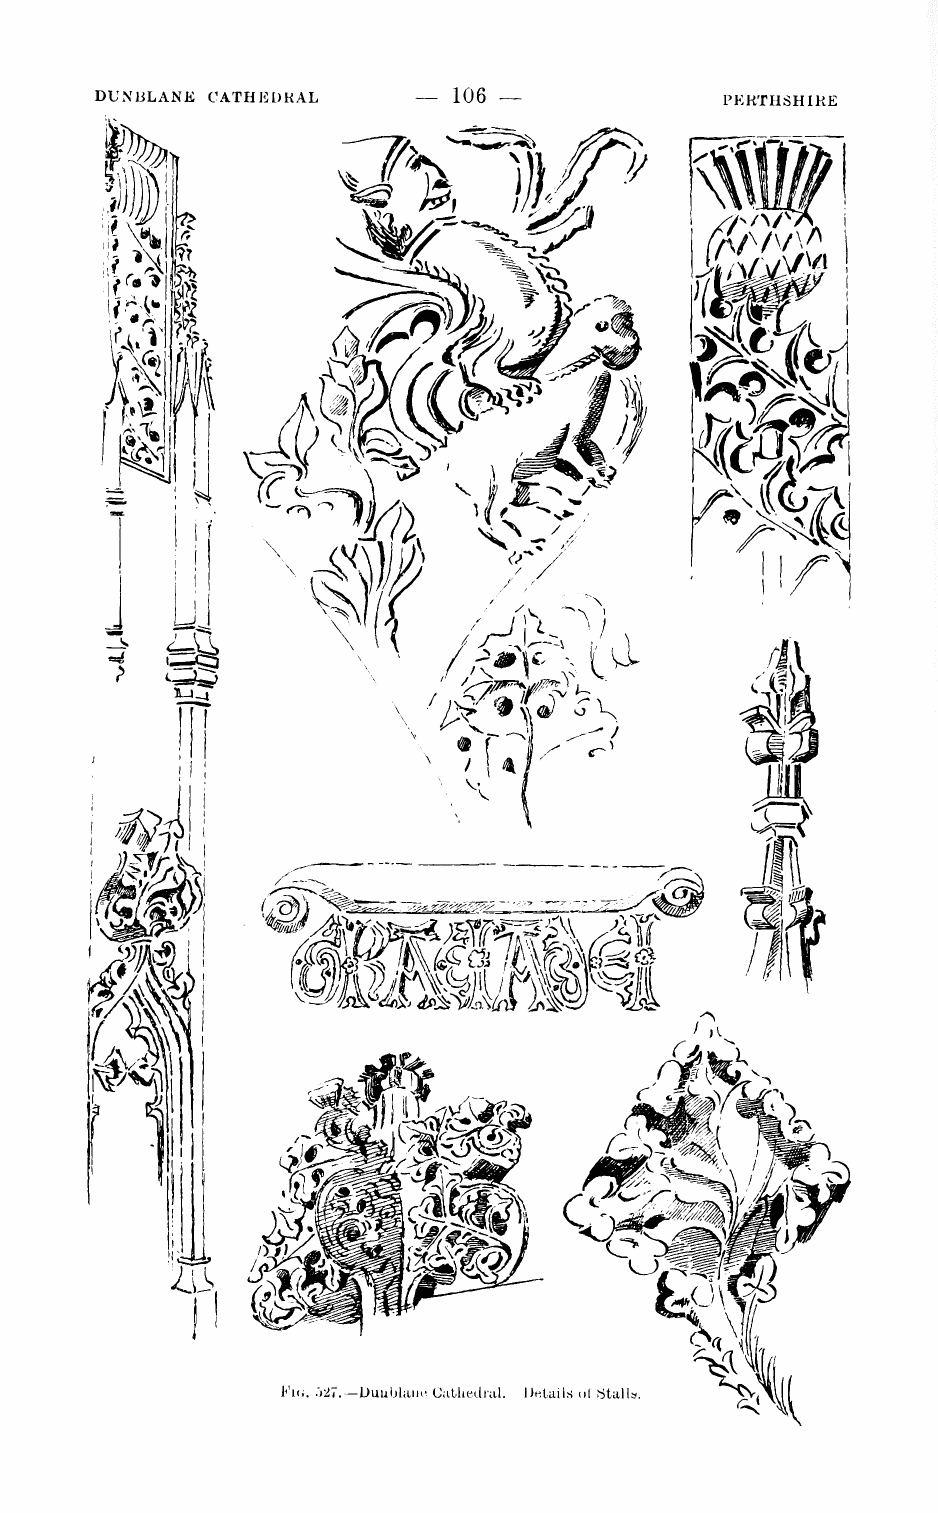 DUNBLANE CATHEDRAL — 106 — PERTHSHIRE
FIG. 527.—Dunblane Cathedral. Details of Stalls.